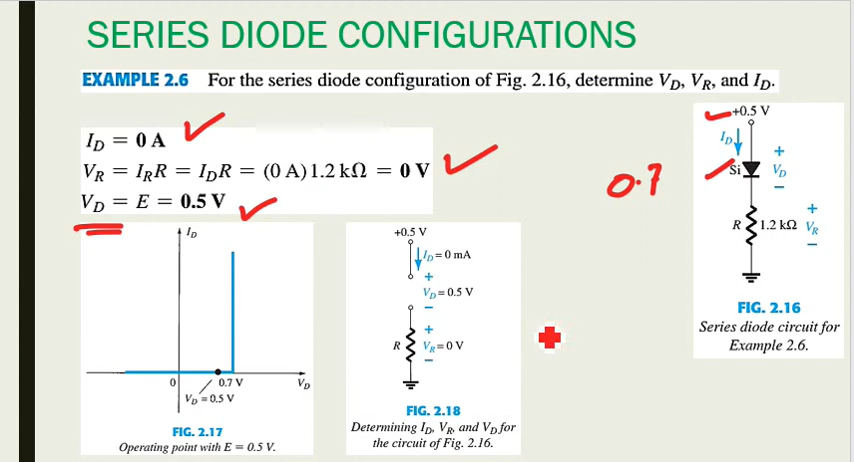 SERIES DIODE CONFIGURATIONS
EXAMPLE 2.6 For the series diode configuration of Fig. 2.16, determine V_D, V_R, and I_D.
I_D = 0 A
V_R = I_R R = I_D R = (0 A) 1.2 kΩ = 0 V
V_D = E = 0.5 V
0.7
+0.5 V
I_D
Si
+
V_D
−
R
1.2 kΩ
+
V_R
−
FIG. 2.16
Series diode circuit for
Example 2.6.
I_D
0
0.7 V
V_D
V_D = 0.5 V
FIG. 2.17
Operating point with E = 0.5 V.
+0.5 V
I_D = 0 mA
+
V_D = 0.5 V
−
+
R
V_R = 0 V
−
FIG. 2.18
Determining I_D, V_R, and V_D for
the circuit of Fig. 2.16.